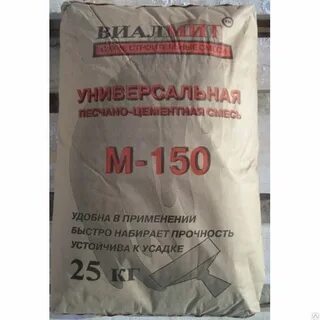 ВИАЛМИТ
СУХИЕ СТРОИТЕЛЬНЫЕ СМЕСИ
УНИВЕРСАЛЬНАЯ
ПЕСЧАНО-ЦЕМЕНТНАЯ СМЕСЬ
М-150
УДОБНА В ПРИМЕНЕНИИ
БЫСТРО НАБИРАЕТ ПРОЧНОСТЬ
УСТОЙЧИВА К УСАДКЕ
25 КГ